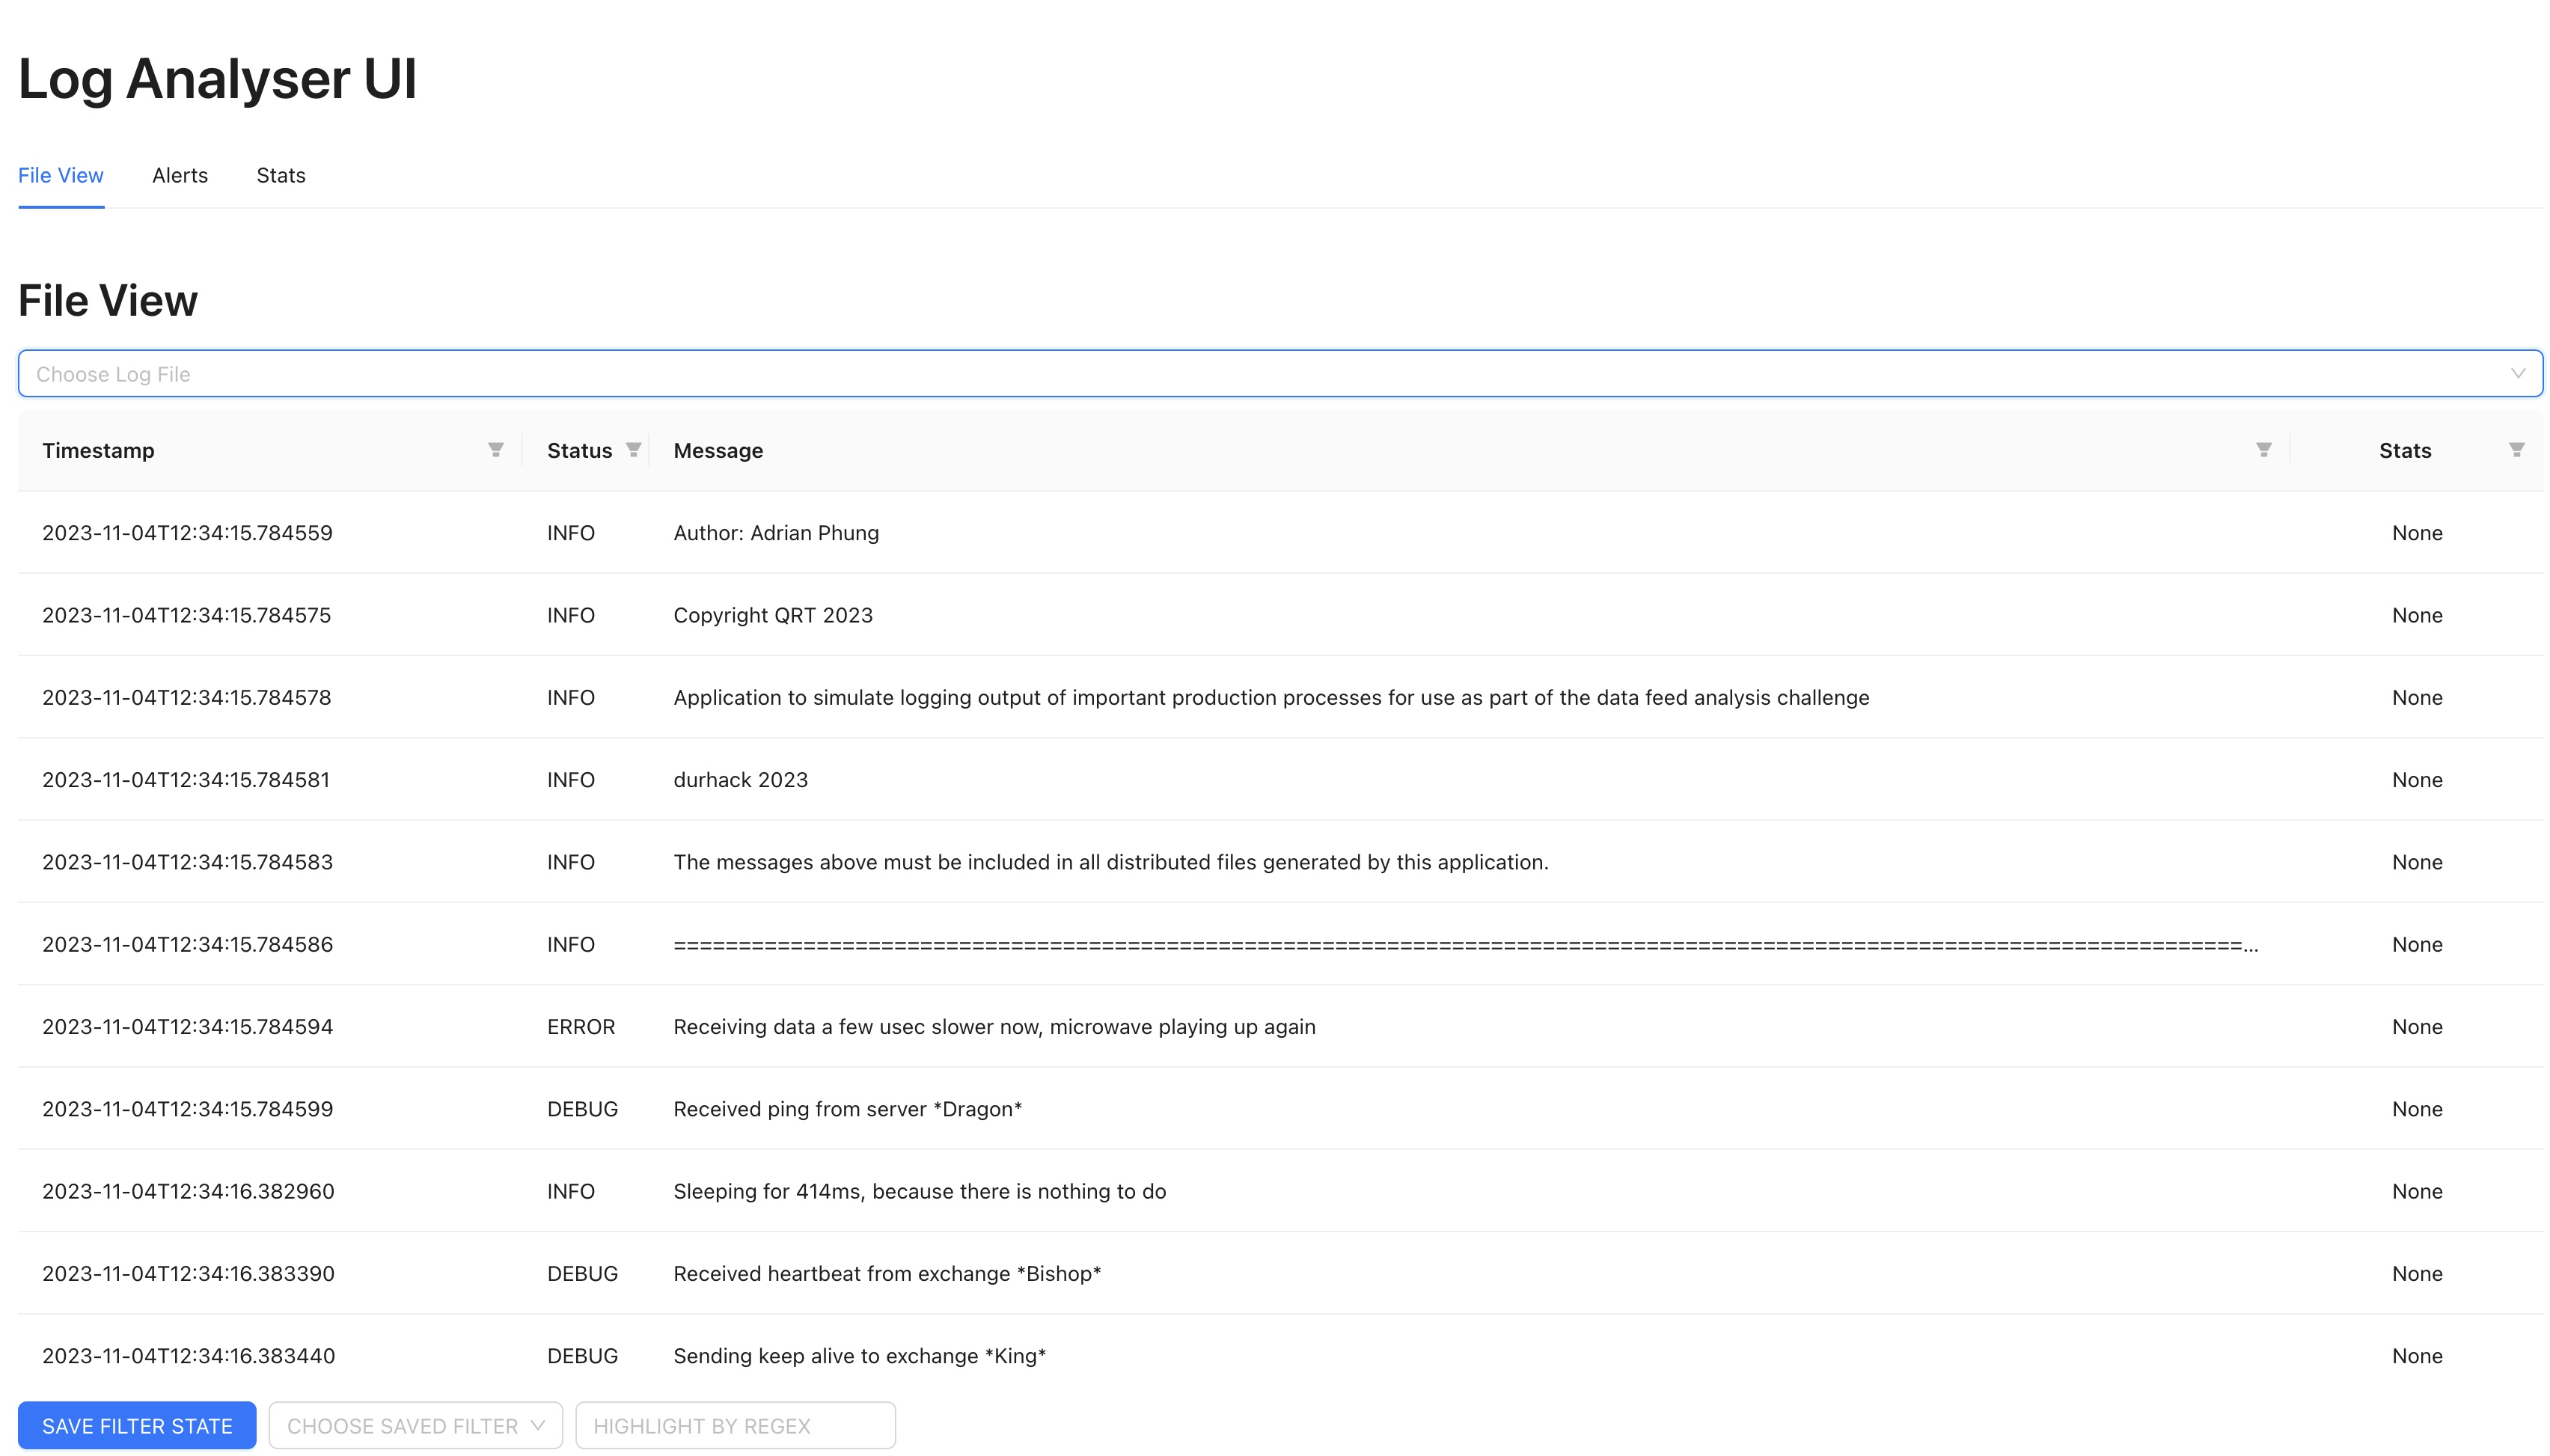 Log Analyser UI
File View Alerts Stats
File View
Choose Log File
Timestamp Status Message Stats
2023-11-04T12:34:15.784559 INFO Author: Adrian Phung None
2023-11-04T12:34:15.784575 INFO Copyright QRT 2023 None
2023-11-04T12:34:15.784578 INFO Application to simulate logging output of important production processes for use as part of the data feed analysis challenge None
2023-11-04T12:34:15.784581 INFO durhack 2023 None
2023-11-04T12:34:15.784583 INFO The messages above must be included in all distributed files generated by this application. None
2023-11-04T12:34:15.784586 INFO =========================================================================================================================... None
2023-11-04T12:34:15.784594 ERROR Receiving data a few usec slower now, microwave playing up again None
2023-11-04T12:34:15.784599 DEBUG Received ping from server *Dragon* None
2023-11-04T12:34:16.382960 INFO Sleeping for 414ms, because there is nothing to do None
2023-11-04T12:34:16.383390 DEBUG Received heartbeat from exchange *Bishop* None
2023-11-04T12:34:16.383440 DEBUG Sending keep alive to exchange *King* None
SAVE FILTER STATE CHOOSE SAVED FILTER HIGHLIGHT BY REGEX